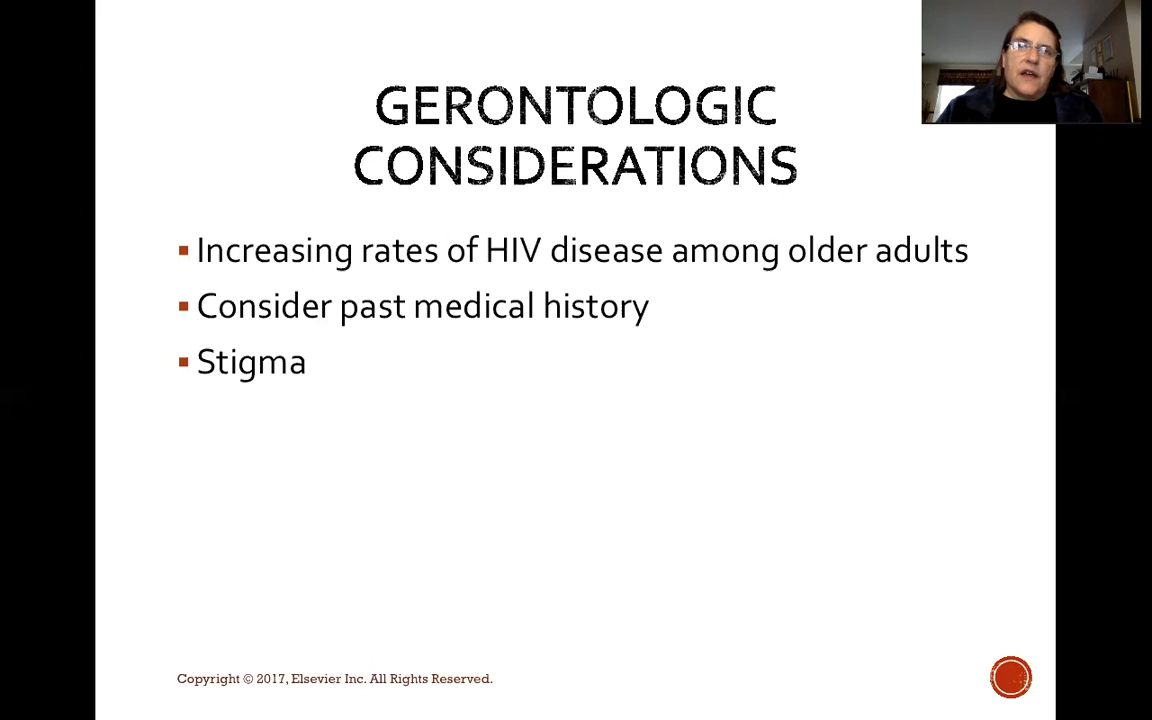 GERONTOLOGIC
CONSIDERATIONS
Increasing rates of HIV disease among older adults
Consider past medical history
Stigma
Copyright © 2017, Elsevier Inc. All Rights Reserved.